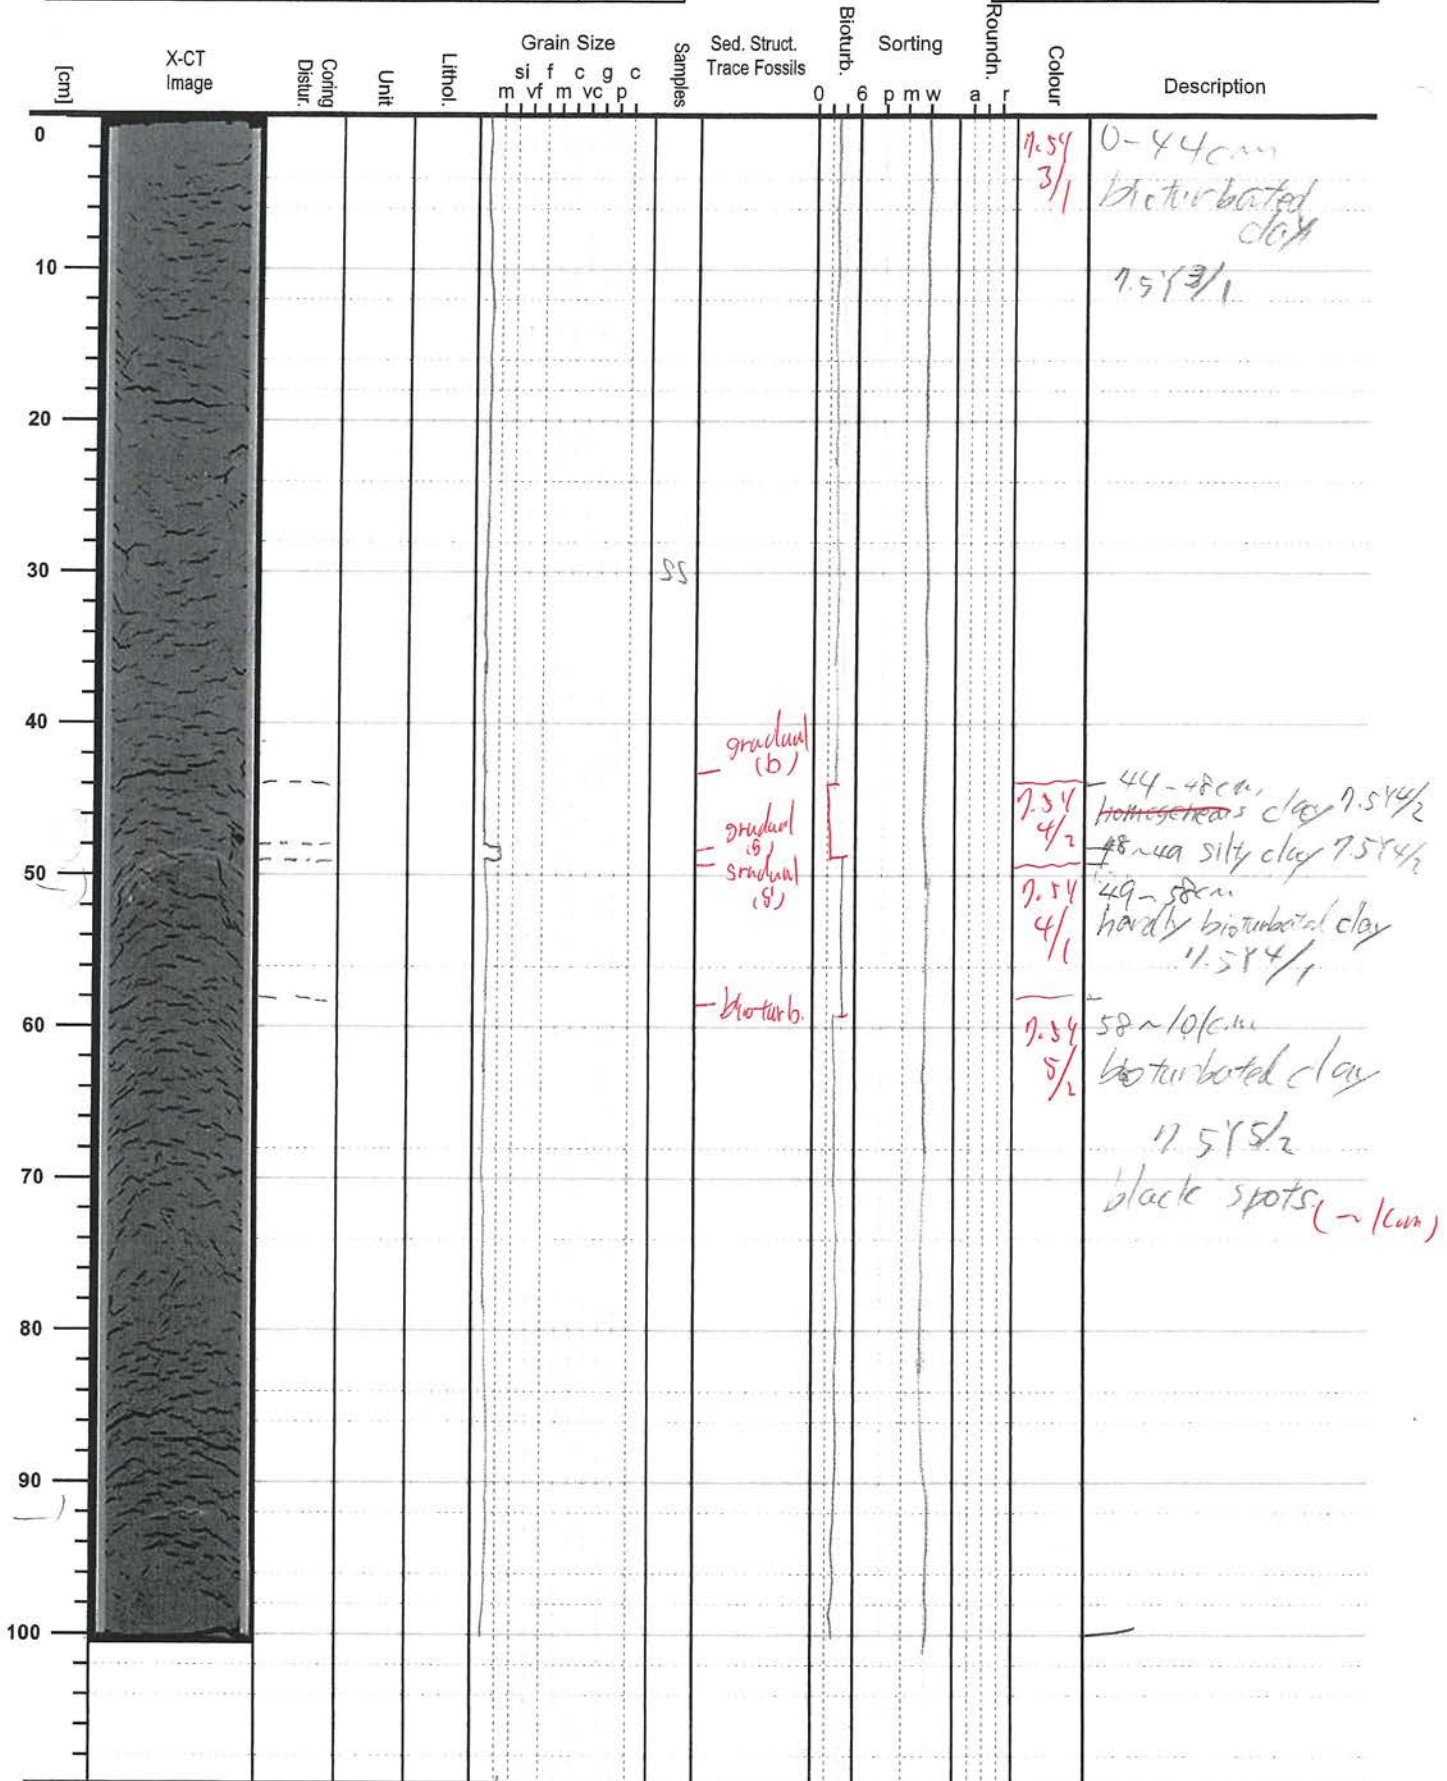 [cm]
X-CT
Image
Coring
Distur.
Unit
Lithol.
Grain Size
si f c g c
m vf m vc p
Samples
Sed. Struct.
Trace Fossils
Bioturb.
0 6
Sorting
p m w
Roundn.
a r
Colour
Description
0
10
20
30
40
50
60
70
80
90
100
SS
gradual
(b)
gradual
(s)
gradual
(s)
bioturb.
7.5Y
3/1
7.5Y
4/2
7.5Y
4/1
7.5Y
5/2
0-44cm
bioturbated
clay
7.5Y 3/1
44-48cm
homogeneous clay 7.5Y4/2
48~49 silty clay 7.5Y4/2
49~58cm
hardly bioturbated clay
7.5Y4/1
58~101cm
bioturbated clay
7.5Y5/2
black spots (~1cm)